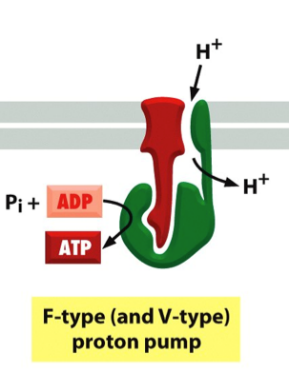 H+
H+
Pi + ADP
ATP
F-type (and V-type)
proton pump